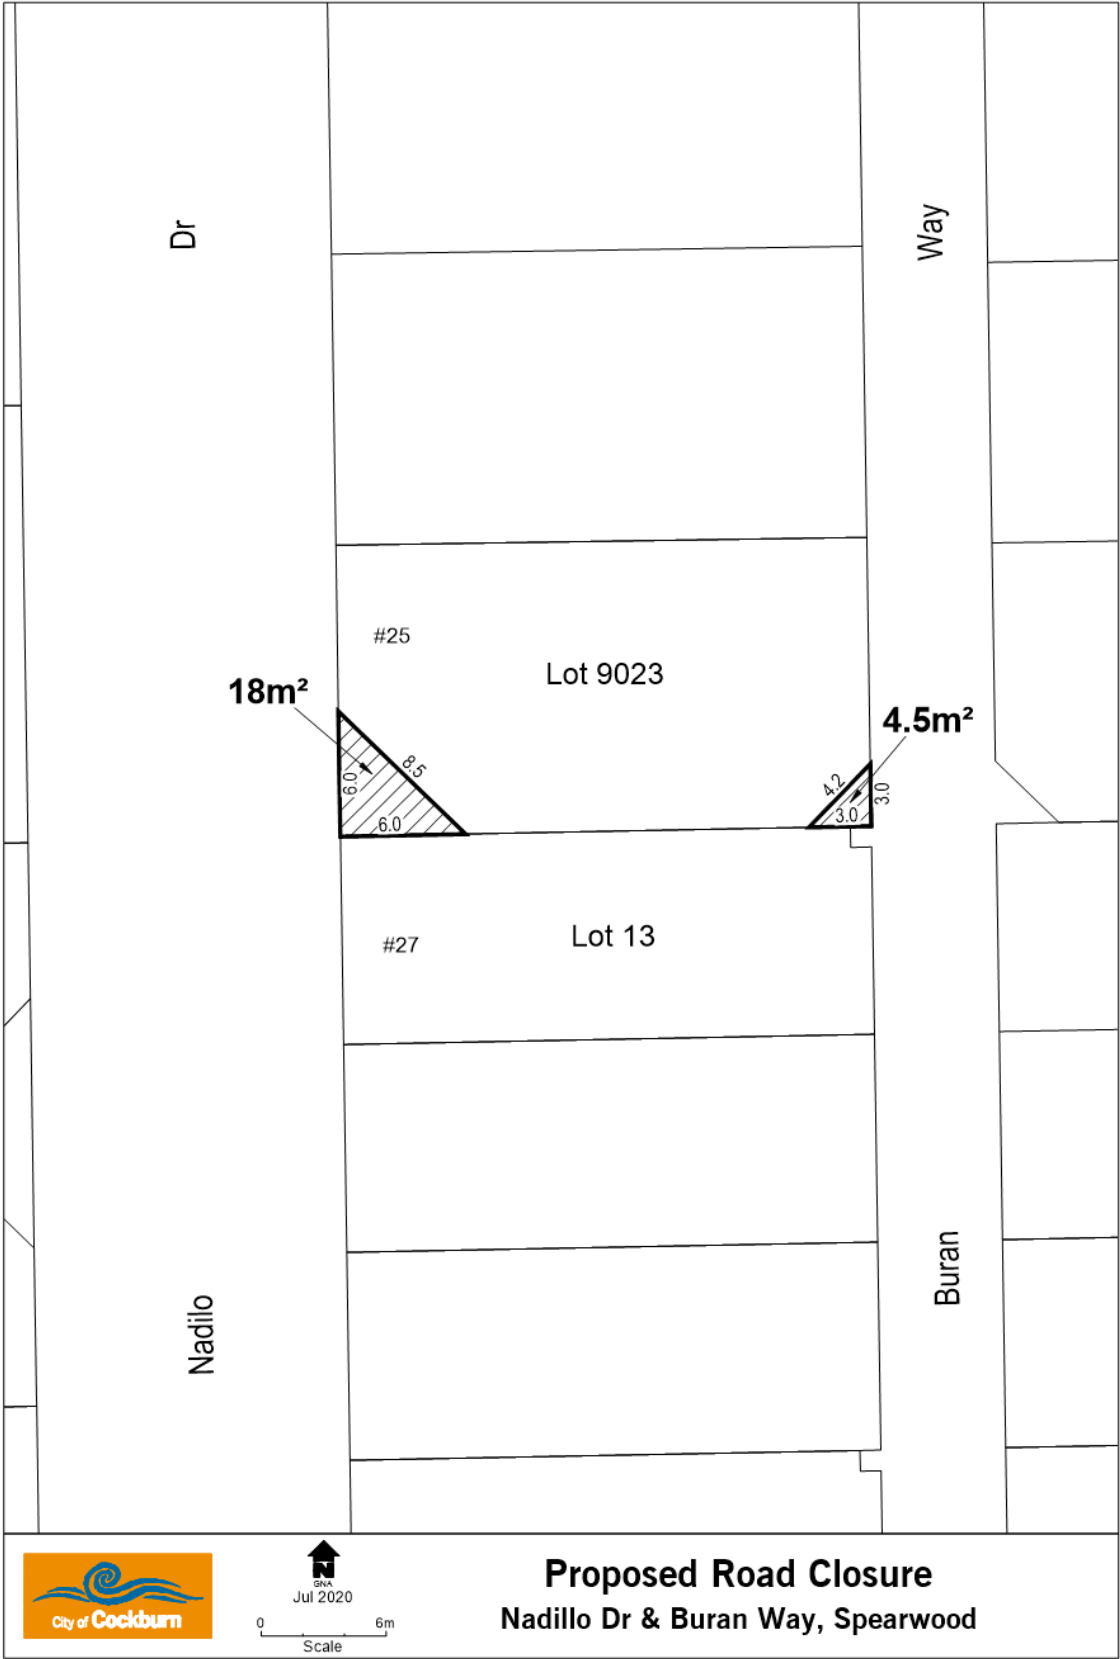 Dr
Way
#25
Lot 9023
18m²
4.5m²
8.5
6.0
6.0
4.2
3.0
3.0
#27
Lot 13
Buran
Nadilo
City of Cockburn
N
GNA
Jul 2020
0 6m
Scale
Proposed Road Closure
Nadillo Dr & Buran Way, Spearwood